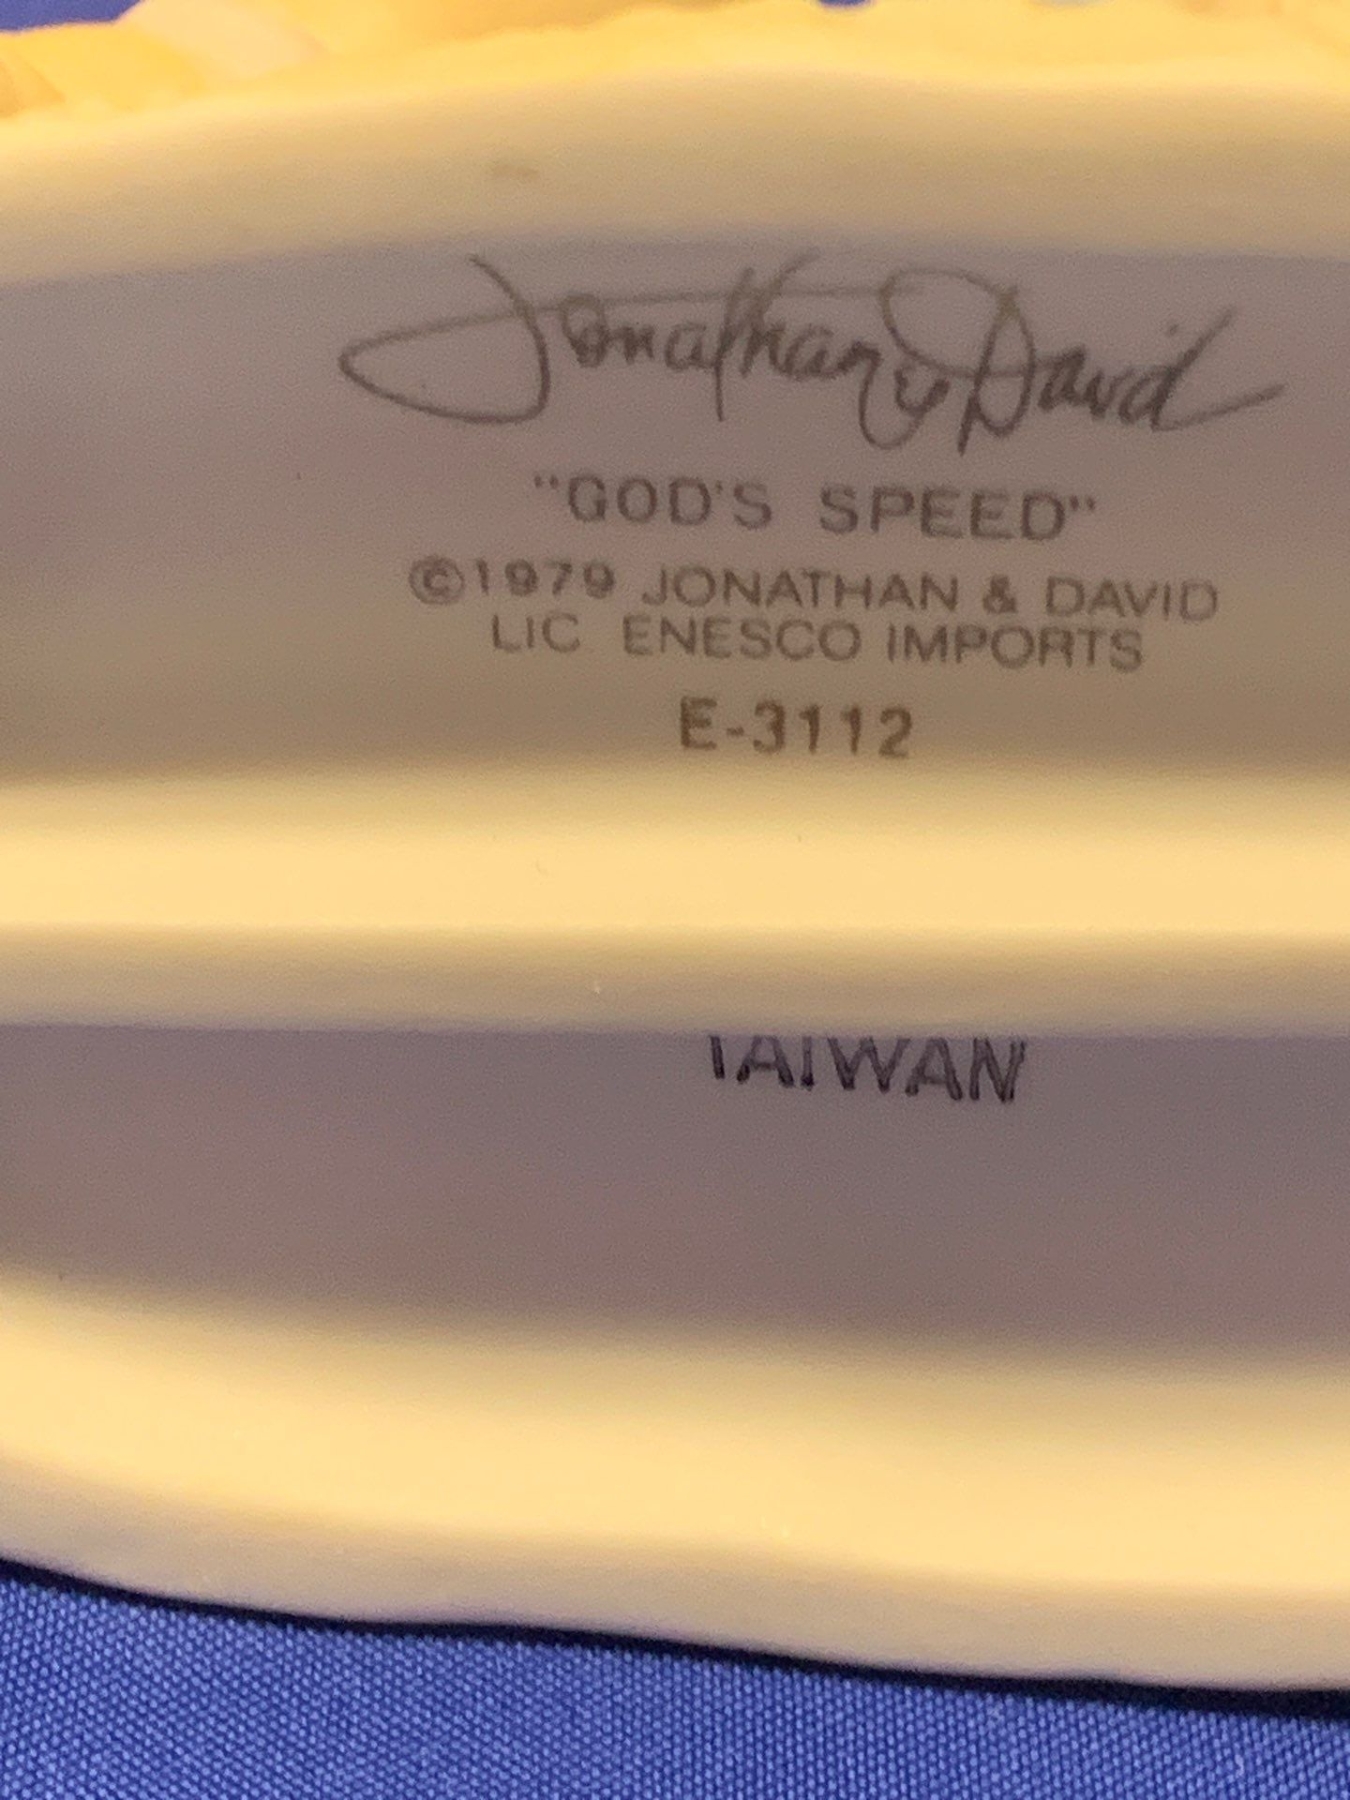 Jonathan & David
"GOD'S SPEED"
©1979 JONATHAN & DAVID
LIC ENESCO IMPORTS
E-3112
TAIWAN